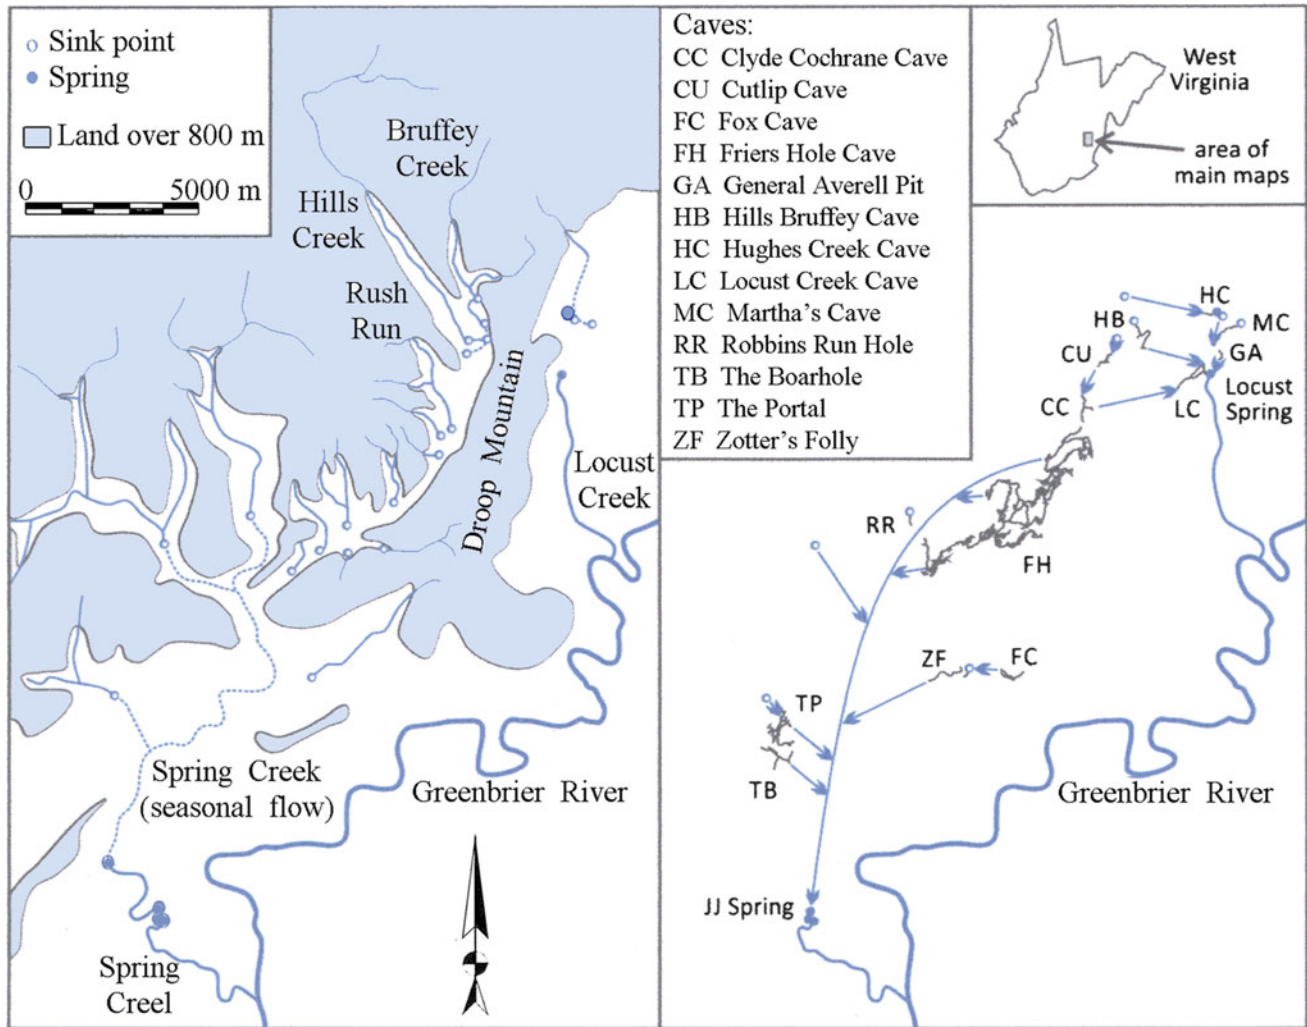 Sink point
Spring
Land over 800 m
0 5000 m
Bruffey
Creek
Hills
Creek
Rush
Run
Droop Mountain
Locust
Creek
Spring Creek
(seasonal flow)
Greenbrier River
Spring
Creel
Caves:
CC Clyde Cochrane Cave
CU Cutlip Cave
FC Fox Cave
FH Friers Hole Cave
GA General Averell Pit
HB Hills Bruffey Cave
HC Hughes Creek Cave
LC Locust Creek Cave
MC Martha's Cave
RR Robbins Run Hole
TB The Boarhole
TP The Portal
ZF Zotter's Folly
West
Virginia
area of
main maps
HC
HB
MC
CU
GA
CC
LC
Locust
Spring
RR
FH
ZF
FC
TP
TB
Greenbrier River
JJ Spring